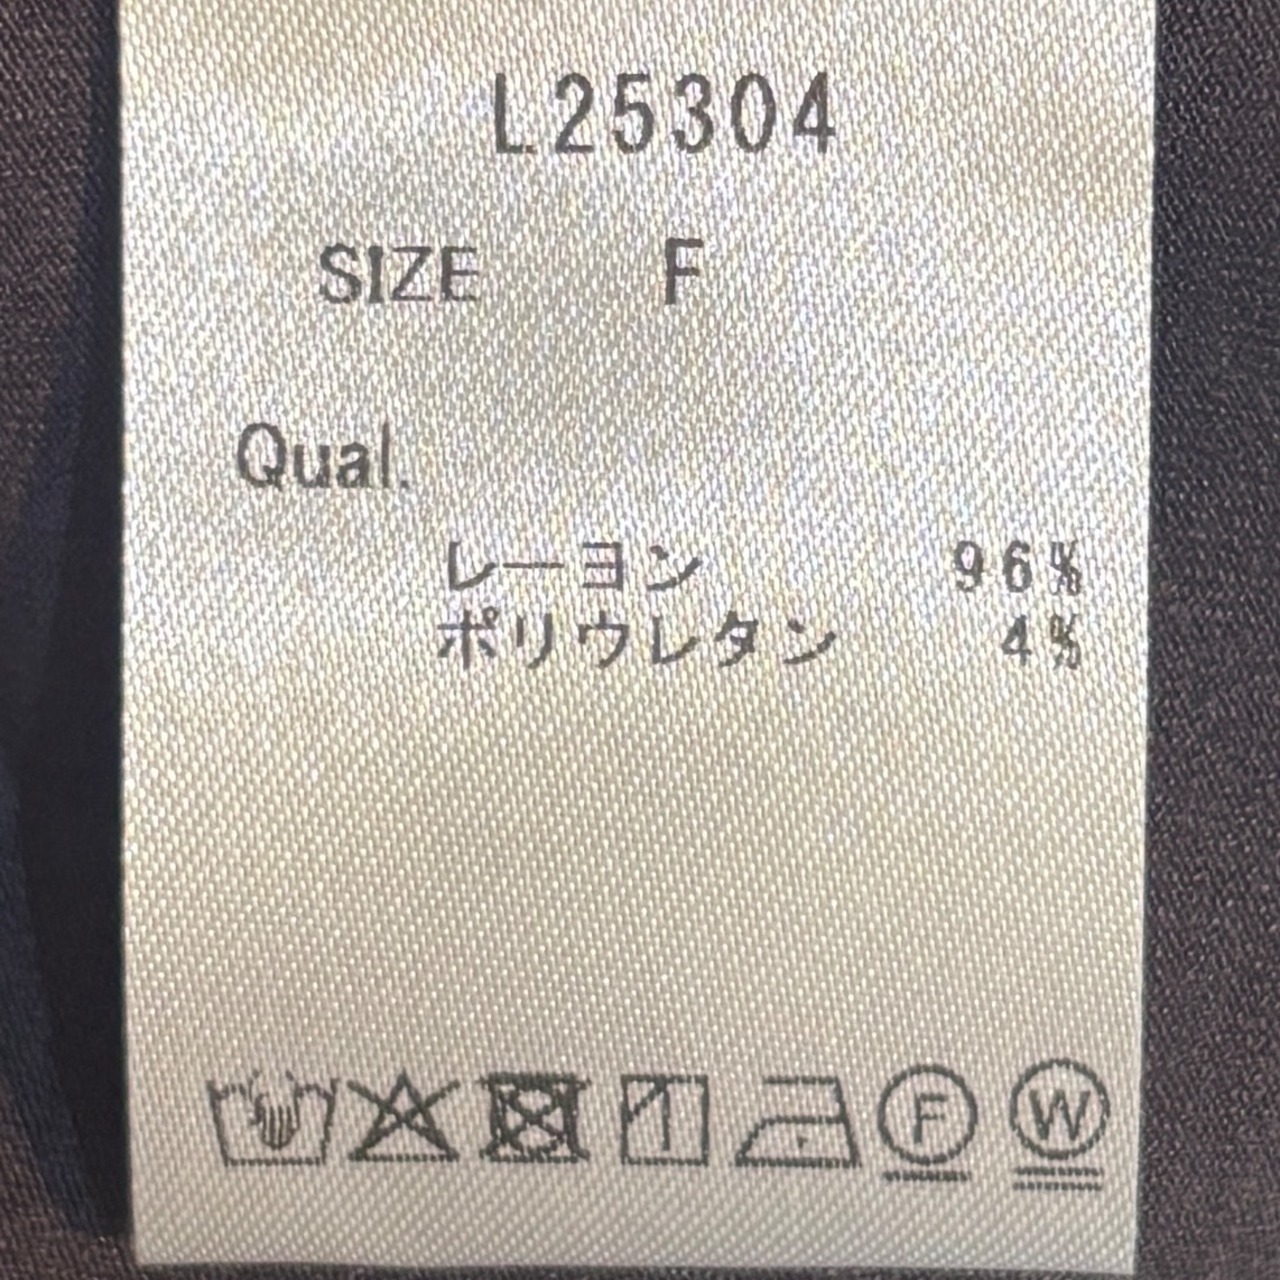 L25304
SIZE F
Qual.
レーヨン 96%
ポリウレタン 4%
F W